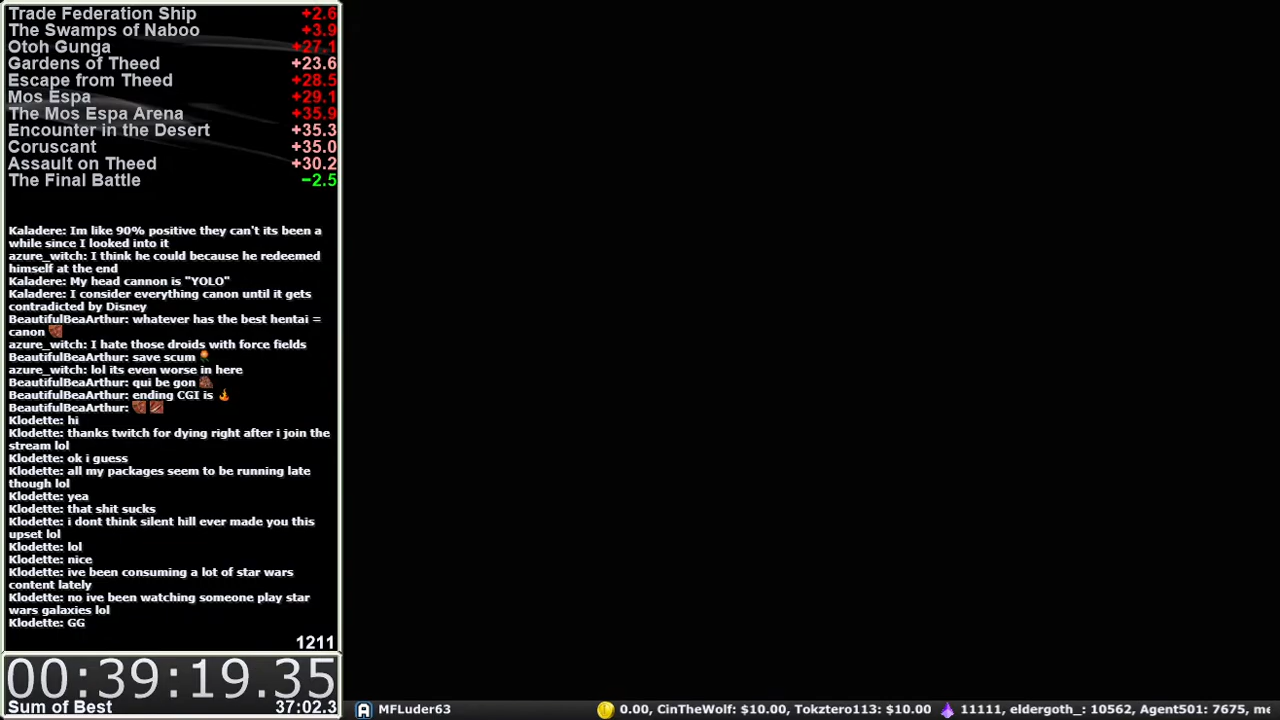 Trade Federation Ship +2.6
The Swamps of Naboo +3.9
Otoh Gunga +27.1
Gardens of Theed +23.6
Escape from Theed +28.5
Mos Espa +29.1
The Mos Espa Arena +35.9
Encounter in the Desert +35.3
Coruscant +35.0
Assault on Theed +30.2
The Final Battle −2.5
Kaladere: Im like 90% positive they can't its been a
while since I looked into it
azure_witch: I think he could because he redeemed
himself at the end
Kaladere: My head cannon is "YOLO"
Kaladere: I consider everything canon until it gets
contradicted by Disney
BeautifulBeaArthur: whatever has the best hentai =
canon
azure_witch: I hate those droids with force fields
BeautifulBeaArthur: save scum
azure_witch: lol its even worse in here
BeautifulBeaArthur: qui be gon
BeautifulBeaArthur: ending CGI is
BeautifulBeaArthur:
Klodette: hi
Klodette: thanks twitch for dying right after i join the
stream lol
Klodette: ok i guess
Klodette: all my packages seem to be running late
though lol
Klodette: yea
Klodette: that shit sucks
Klodette: i dont think silent hill ever made you this
upset lol
Klodette: lol
Klodette: nice
Klodette: ive been consuming a lot of star wars
content lately
Klodette: no ive been watching someone play star
wars galaxies lol
Klodette: GG
1211
00:39:19.35
Sum of Best 37:02.3
MFLuder63 0.00, CinTheWolf: $10.00, Tokztero113: $10.00 11111, eldergoth_: 10562, Agent501: 7675, me